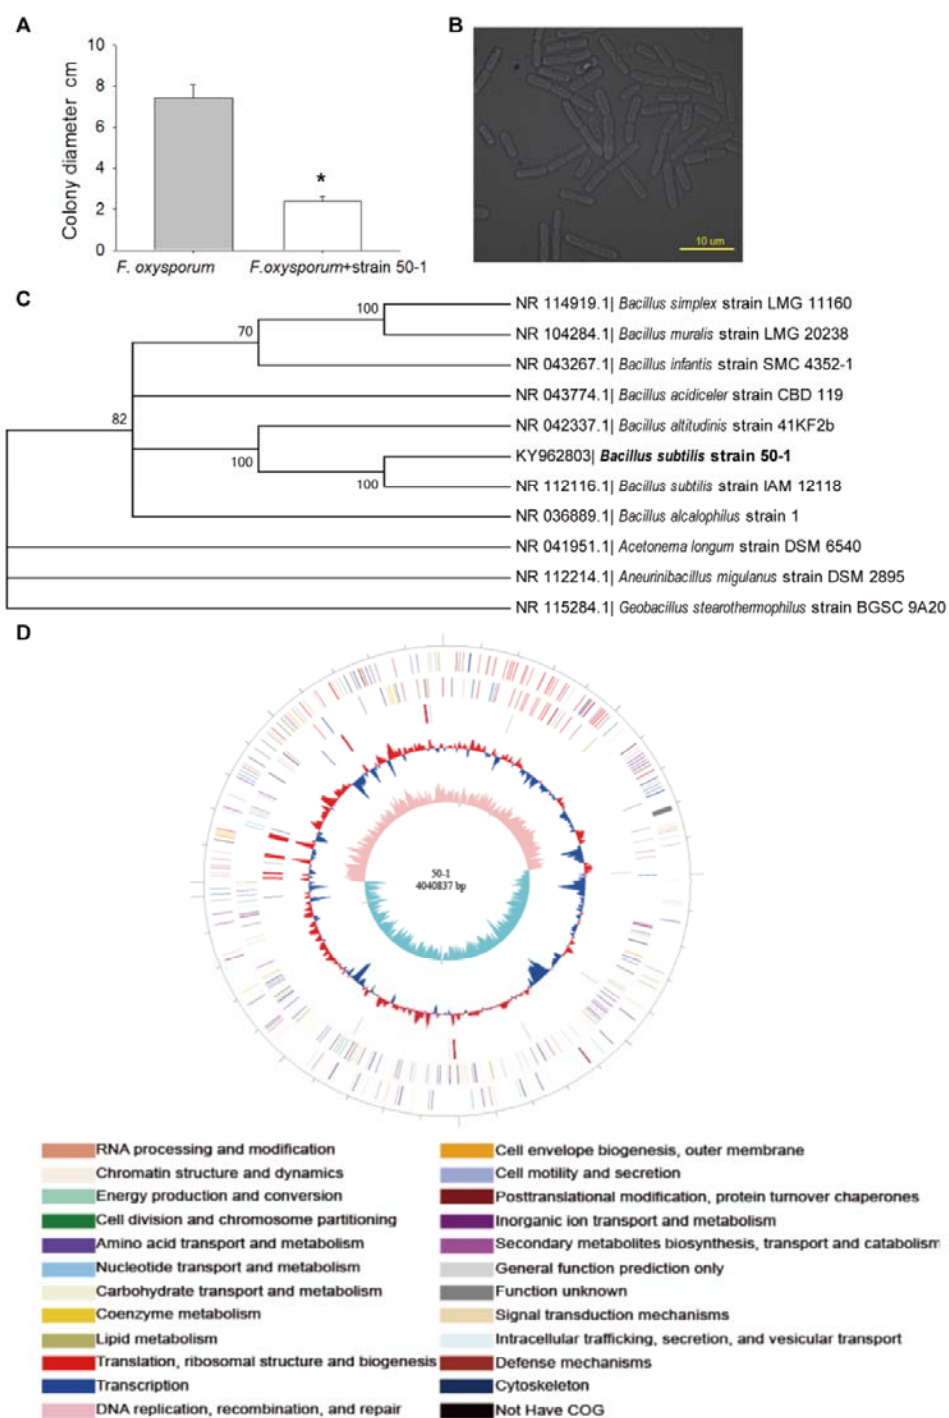 A
B
10
8
6
4
2
0
Colony diameter cm
*
F. oxysporum
F.oxysporum+strain 50-1
10 um
C
NR 114919.1| Bacillus simplex strain LMG 11160
NR 104284.1| Bacillus muralis strain LMG 20238
NR 043267.1| Bacillus infantis strain SMC 4352-1
NR 043774.1| Bacillus acidiceler strain CBD 119
NR 042337.1| Bacillus altitudinis strain 41KF2b
KY962803| Bacillus subtilis strain 50-1
NR 112116.1| Bacillus subtilis strain IAM 12118
NR 036889.1| Bacillus alcalophilus strain 1
NR 041951.1| Acetonema longum strain DSM 6540
NR 112214.1| Aneurinibacillus migulanus strain DSM 2895
NR 115284.1| Geobacillus stearothermophilus strain BGSC 9A20
100
70
82
100
100
D
50-1
4040837 bp
RNA processing and modification
Chromatin structure and dynamics
Energy production and conversion
Cell division and chromosome partitioning
Amino acid transport and metabolism
Nucleotide transport and metabolism
Carbohydrate transport and metabolism
Coenzyme metabolism
Lipid metabolism
Translation, ribosomal structure and biogenesis
Transcription
DNA replication, recombination, and repair
Cell envelope biogenesis, outer membrane
Cell motility and secretion
Posttranslational modification, protein turnover chaperones
Inorganic ion transport and metabolism
Secondary metabolites biosynthesis, transport and catabolism
General function prediction only
Function unknown
Signal transduction mechanisms
Intracellular trafficking, secretion, and vesicular transport
Defense mechanisms
Cytoskeleton
Not Have COG